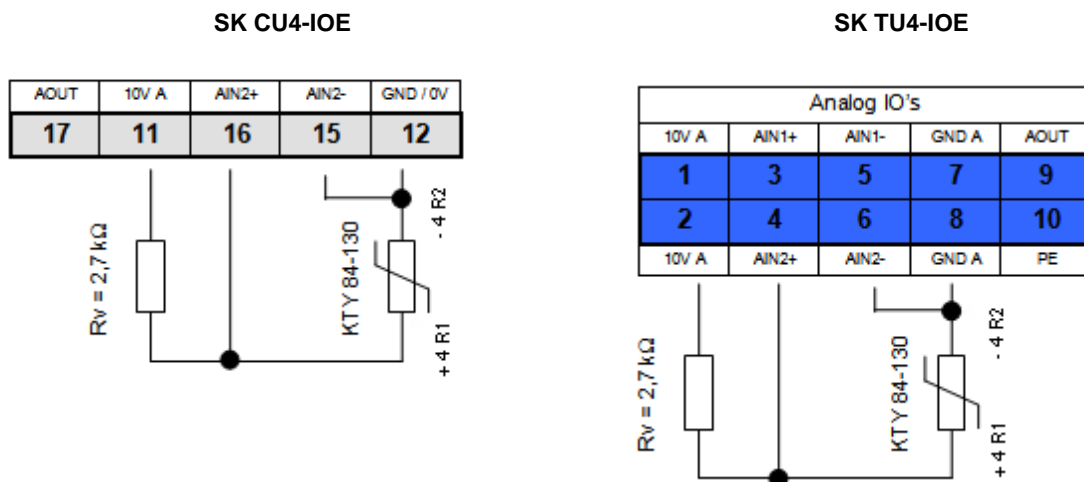 SK CU4-IOE
SK TU4-IOE
AOUT 10V A AIN2+ AIN2- GND / 0V
17 11 16 15 12
Rv = 2,7 kΩ
KTY 84-130
- 4 R2
+ 4 R1
Analog IO's
10V A AIN1+ AIN1- GND A AOUT
1 3 5 7 9
2 4 6 8 10
10V A AIN2+ AIN2- GND A PE
Rv = 2,7 kΩ
KTY 84-130
- 4 R2
+ 4 R1